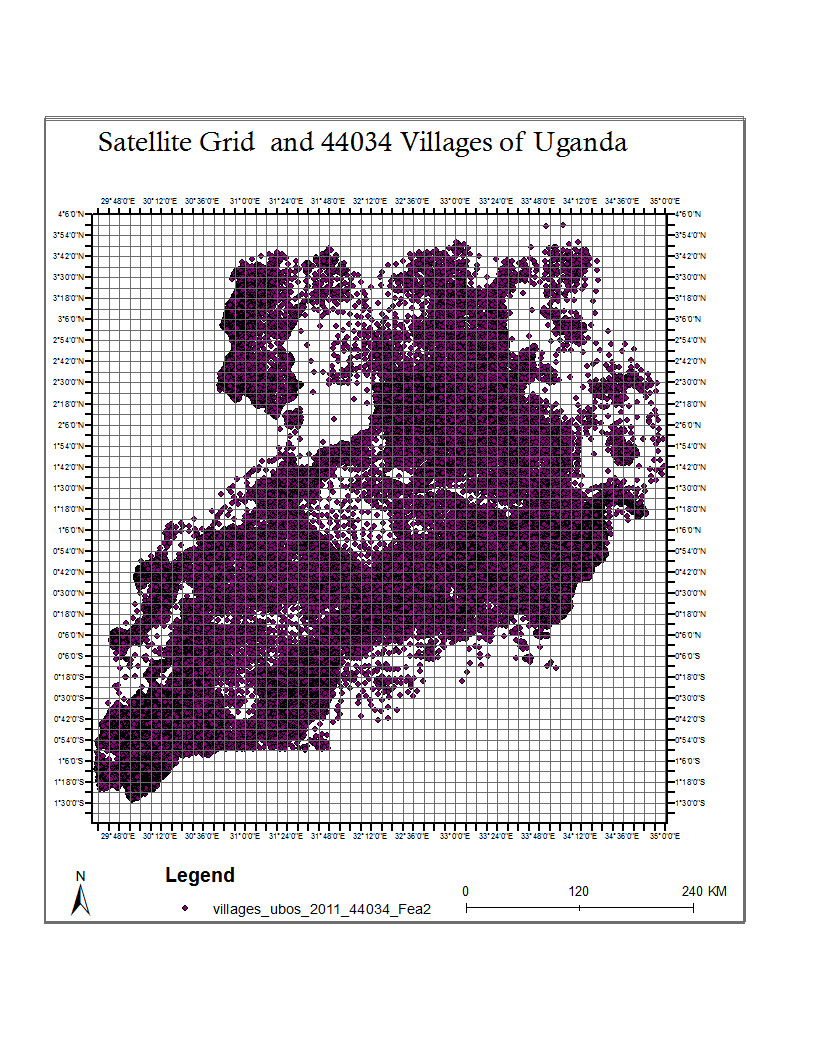 Satellite Grid  and 44034 Villages of Uganda
29°48'0"E 30°12'0"E 30°36'0"E 31°0'0"E 31°24'0"E 31°48'0"E 32°12'0"E 32°36'0"E 33°0'0"E 33°24'0"E 33°48'0"E 34°12'0"E 34°36'0"E 35°0'0"E
4°6'0"N 4°6'0"N
3°54'0"N 3°54'0"N
3°42'0"N 3°42'0"N
3°30'0"N 3°30'0"N
3°18'0"N 3°18'0"N
3°6'0"N 3°6'0"N
2°54'0"N 2°54'0"N
2°42'0"N 2°42'0"N
2°30'0"N 2°30'0"N
2°18'0"N 2°18'0"N
2°6'0"N 2°6'0"N
1°54'0"N 1°54'0"N
1°42'0"N 1°42'0"N
1°30'0"N 1°30'0"N
1°18'0"N 1°18'0"N
1°6'0"N 1°6'0"N
0°54'0"N 0°54'0"N
0°42'0"N 0°42'0"N
0°30'0"N 0°30'0"N
0°18'0"N 0°18'0"N
0°6'0"N 0°6'0"N
0°6'0"S 0°6'0"S
0°18'0"S 0°18'0"S
0°30'0"S 0°30'0"S
0°42'0"S 0°42'0"S
0°54'0"S 0°54'0"S
1°6'0"S 1°6'0"S
1°18'0"S 1°18'0"S
1°30'0"S 1°30'0"S
29°48'0"E 30°12'0"E 30°36'0"E 31°0'0"E 31°24'0"E 31°48'0"E 32°12'0"E 32°36'0"E 33°0'0"E 33°24'0"E 33°48'0"E 34°12'0"E 34°36'0"E 35°0'0"E
N
Legend
0 120 240 KM
villages_ubos_2011_44034_Fea2